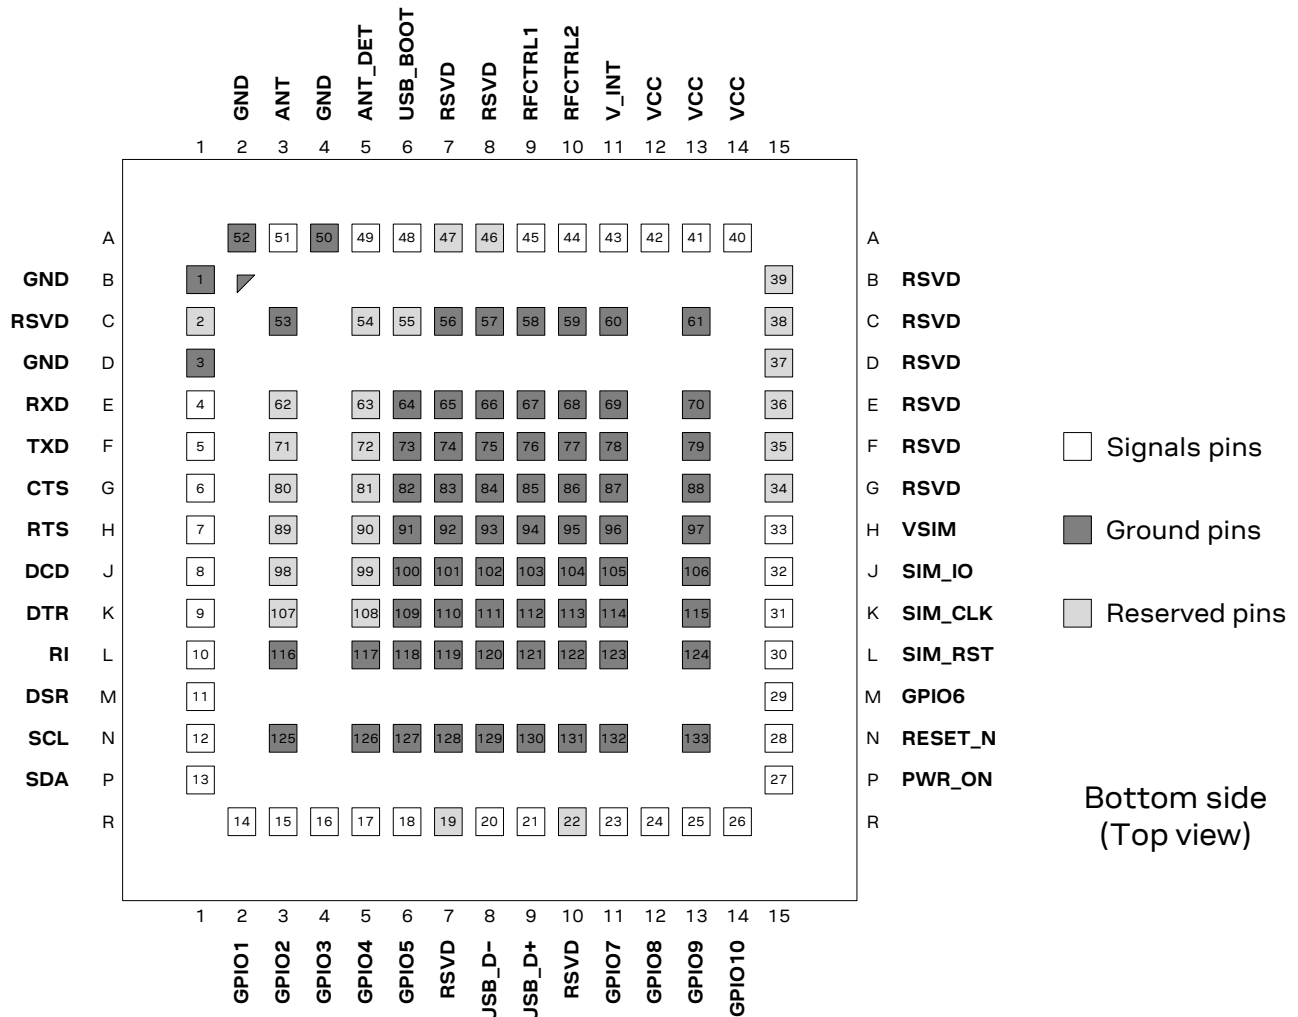 GND ANT GND ANT_DET USB_BOOT RSVD RSVD RFCTRL1 RFCTRL2 V_INT VCC VCC VCC
1 2 3 4 5 6 7 8 9 10 11 12 13 14 15
A 52 51 50 49 48 47 46 45 44 43 42 41 40 A
GND B 1 39 B RSVD
RSVD C 2 53 54 55 56 57 58 59 60 61 38 C RSVD
GND D 3 37 D RSVD
RXD E 4 62 63 64 65 66 67 68 69 70 36 E RSVD
TXD F 5 71 72 73 74 75 76 77 78 79 35 F RSVD
Signals pins
CTS G 6 80 81 82 83 84 85 86 87 88 34 G RSVD
RTS H 7 89 90 91 92 93 94 95 96 97 33 H VSIM
Ground pins
DCD J 8 98 99 100 101 102 103 104 105 106 32 J SIM_IO
DTR K 9 107 108 109 110 111 112 113 114 115 31 K SIM_CLK
Reserved pins
RI L 10 116 117 118 119 120 121 122 123 124 30 L SIM_RST
DSR M 11 29 M GPIO6
SCL N 12 125 126 127 128 129 130 131 132 133 28 N RESET_N
SDA P 13 27 P PWR_ON
R 14 15 16 17 18 19 20 21 22 23 24 25 26 R
Bottom side
(Top view)
1 2 3 4 5 6 7 8 9 10 11 12 13 14 15
GPIO1 GPIO2 GPIO3 GPIO4 GPIO5 RSVD USB_D− USB_D+ RSVD GPIO7 GPIO8 GPIO9 GPIO10